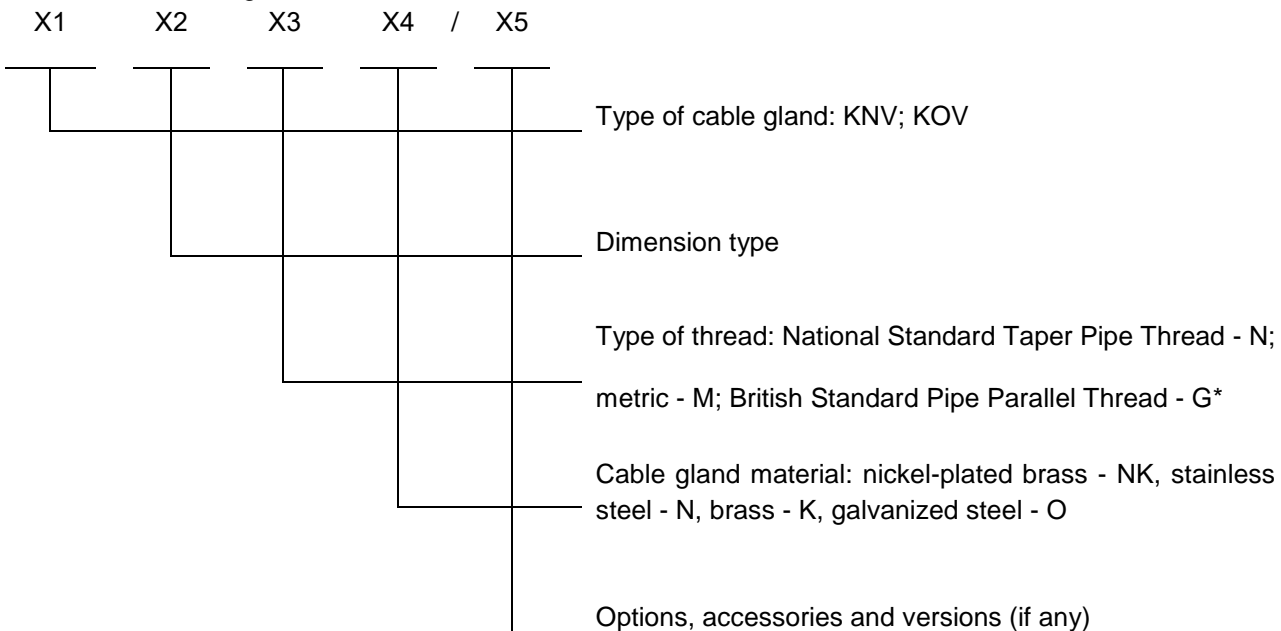 X1 X2 X3 X4 / X5
Type of cable gland: KNV; KOV
Dimension type
Type of thread: National Standard Taper Pipe Thread - N;
metric - M; British Standard Pipe Parallel Thread - G*
Cable gland material: nickel-plated brass - NK, stainless
steel - N, brass - K, galvanized steel - O
Options, accessories and versions (if any)